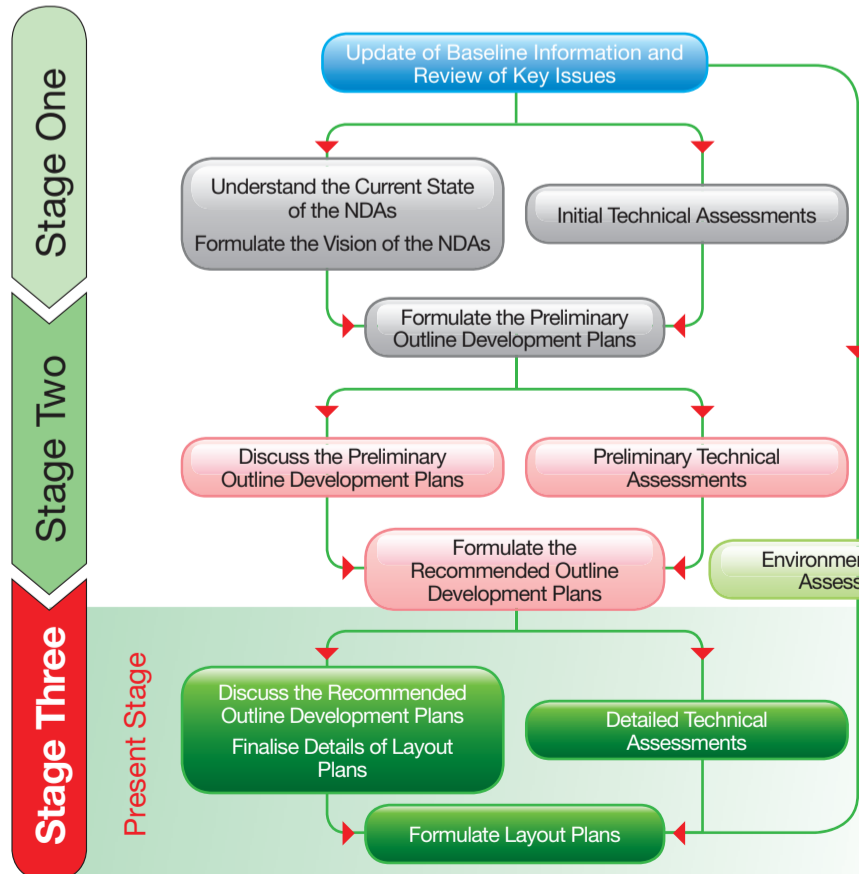 Stage One
Update of Baseline Information and
Review of Key Issues
Understand the Current State
of the NDAs
Formulate the Vision of the NDAs
Initial Technical Assessments
Formulate the Preliminary
Outline Development Plans
Stage Two
Discuss the Preliminary
Outline Development Plans
Preliminary Technical
Assessments
Formulate the
Recommended Outline
Development Plans
Stage Three
Present Stage
Discuss the Recommended
Outline Development Plans
Finalise Details of Layout
Plans
Detailed Technical
Assessments
Formulate Layout Plans